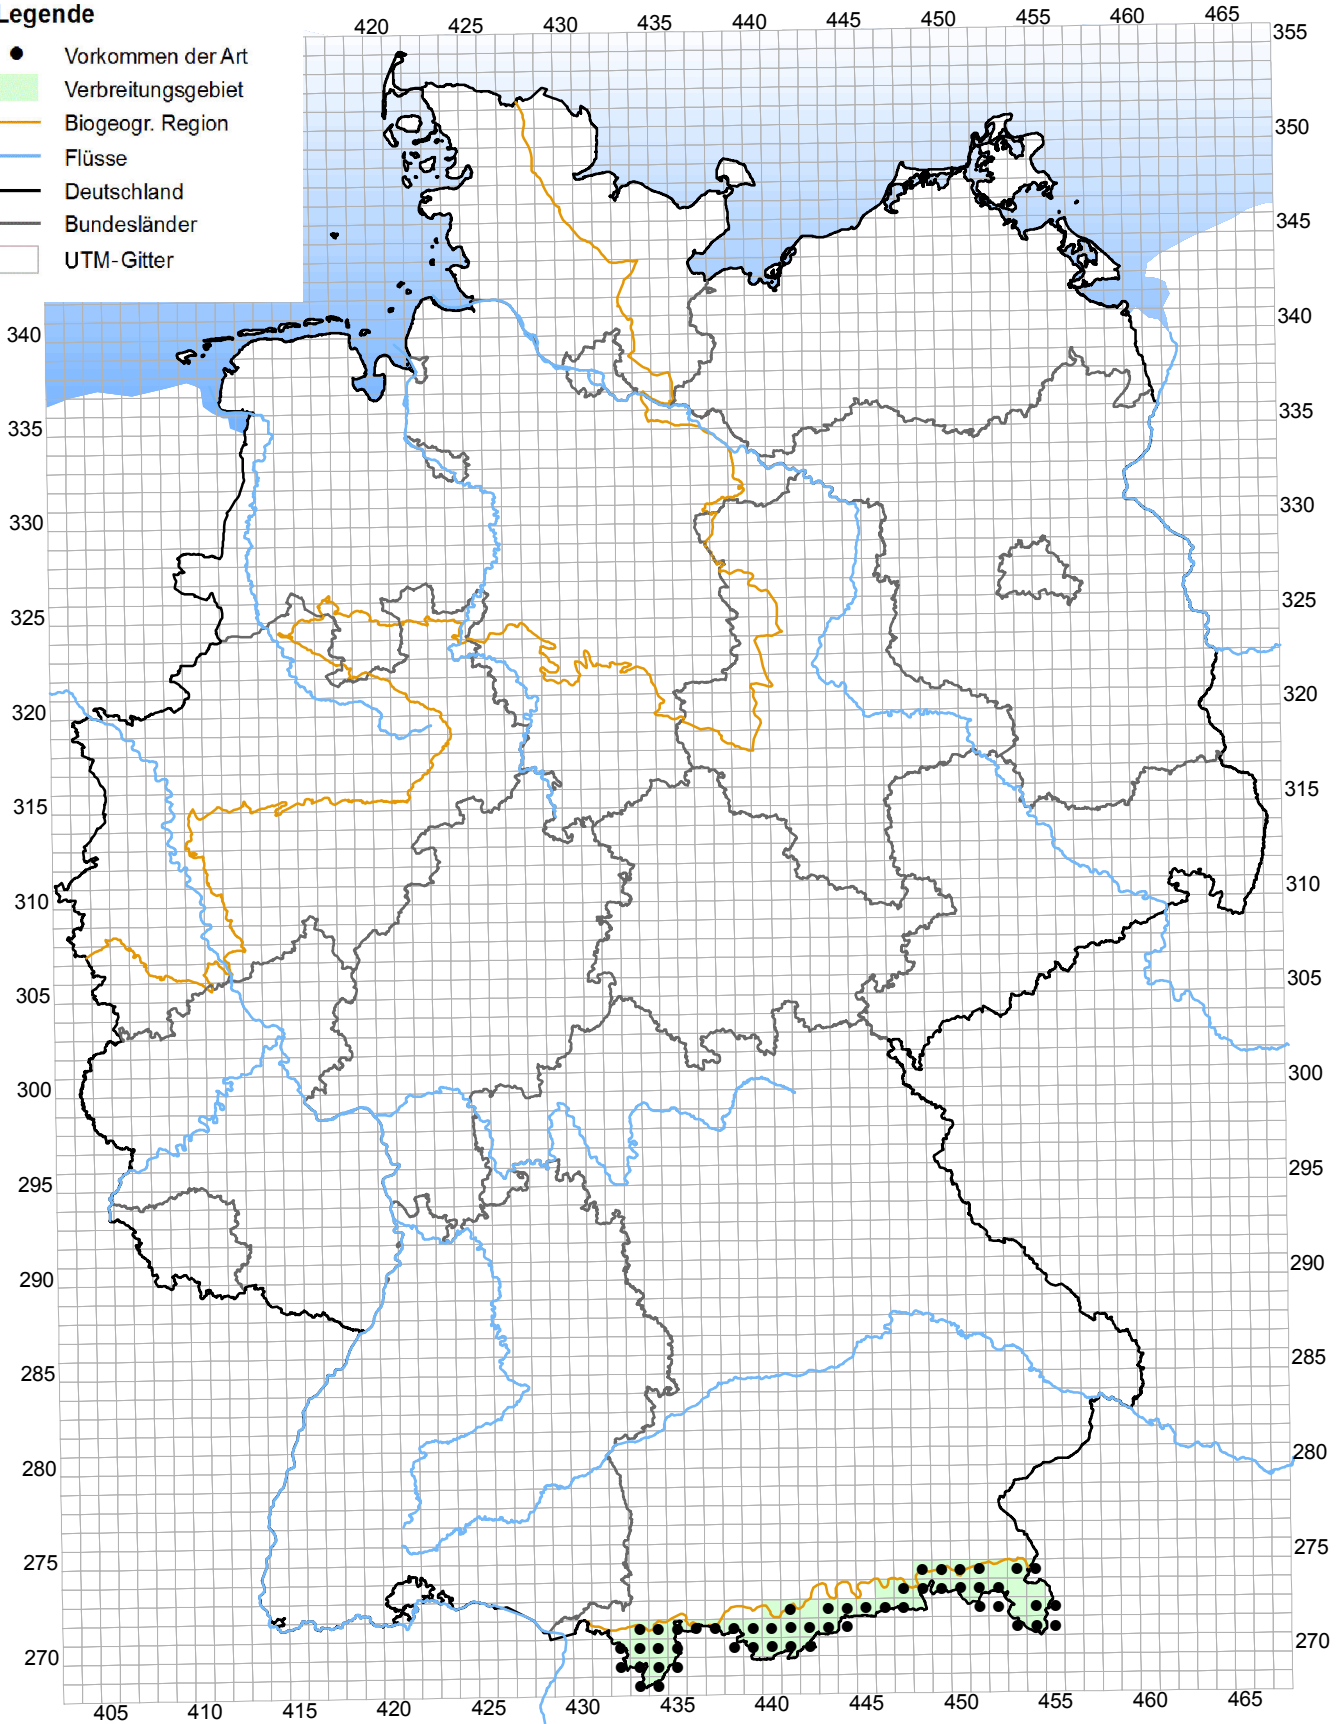 Legende
Vorkommen der Art
Verbreitungsgebiet
Biogeogr. Region
Flüsse
Deutschland
Bundesländer
UTM-Gitter
420 425 430 435 440 445 450 455 460 465
355
350
345
340 340
335 335
330 330
325 325
320 320
315 315
310 310
305 305
300 300
295 295
290 290
285 285
280 280
275 275
270 270
405 410 415 420 425 430 435 440 445 450 455 460 465